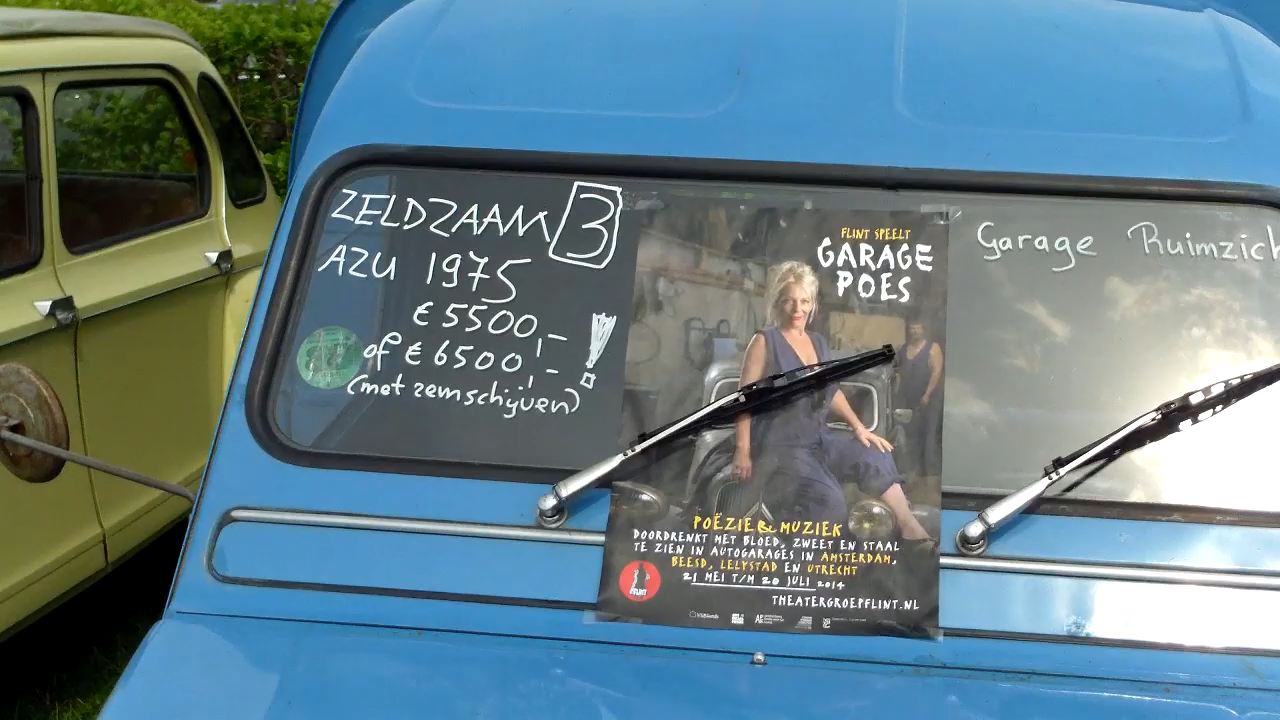 ZELDZAAM 3
AZU 1975
€ 5500,-
of € 6500,- !
(met remschijven)
Garage Ruimzich
FLINT SPEELT
GARAGE
POES
POËZIE & MUZIEK
DOORDRENKT MET BLOED, ZWEET EN STAAL
TE ZIEN IN AUTOGARAGES IN AMSTERDAM,
BEESD, LELYSTAD EN UTRECHT
21 MEI T/M 20 JULI 2014
THEATERGROEPFLINT.NL
FLINT